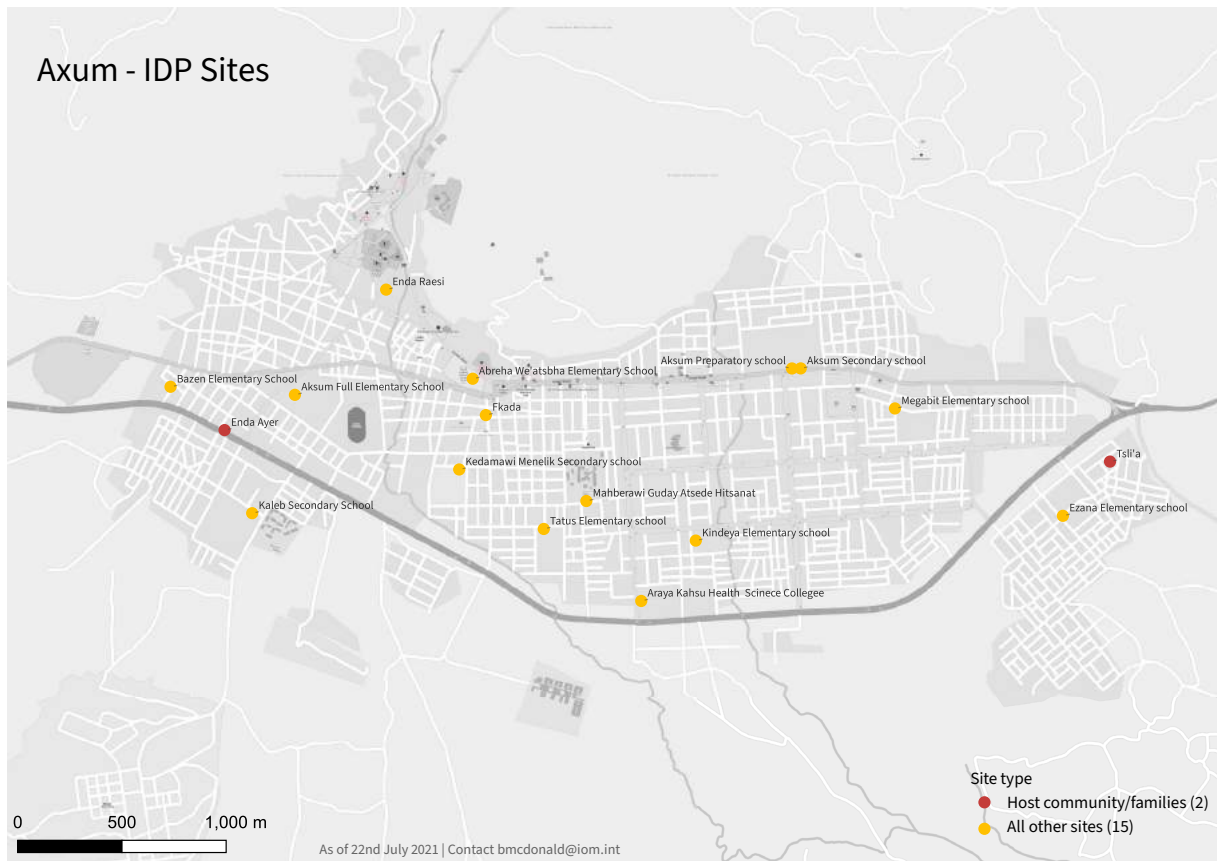 Axum - IDP Sites
Enda Raesi
Aksum Preparatory school
Aksum Secondary school
Abreha We'atsbha Elementary School
Bazen Elementary School
Aksum Full Elementary School
Megabit Elementary school
Fkada
Enda Ayer
Tsli'a
Kedamawi Menelik Secondary school
Mahberawi Guday Atsede Hitsanat
Kaleb Secondary School
Ezana Elementary school
Tatus Elementary school
Kindeya Elementary school
Araya Kahsu Health Scinece Collegee
Site type
Host community/families (2)
All other sites (15)
0 500 1,000 m
As of 22nd July 2021 | Contact bmcdonald@iom.int